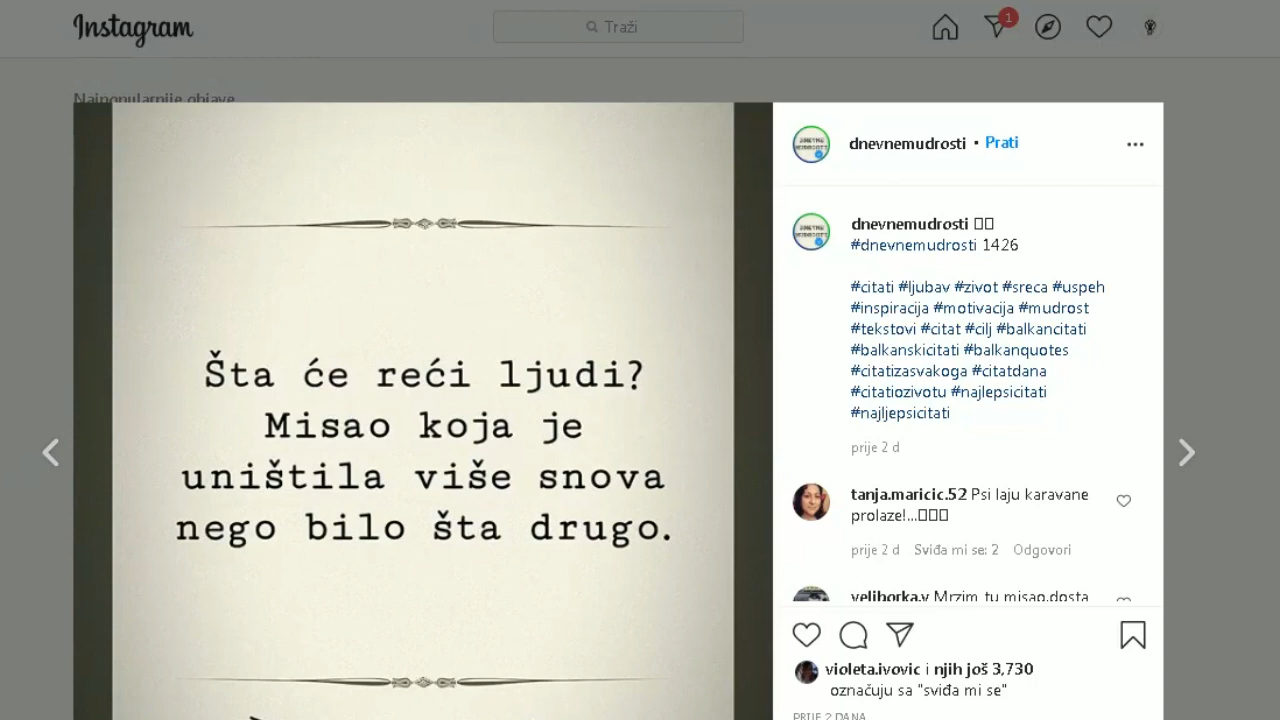 Instagram
Traži
1
Najpopularnije objave
Šta će reći ljudi?
Misao koja je
uništila više snova
nego bilo šta drugo.
dnevnemudrosti • Prati
dnevnemudrosti
#dnevnemudrosti 1426
#citati #ljubav #zivot #sreca #uspeh
#inspiracija #motivacija #mudrost
#tekstovi #citat #cilj #balkancitati
#balkanskicitati #balkanquotes
#citatizasvakoga #citatdana
#citatiozivotu #najlepsicitati
#najljepsicitati
prije 2 d
tanja.maricic.52 Psi laju karavane
prolaze!...
prije 2 d Sviđa mi se: 2 Odgovori
veliborka.v Mrzim tu misao,dosta
violeta.ivovic i njih još 3,730
označuju sa "sviđa mi se"
PRIJE 2 DANA